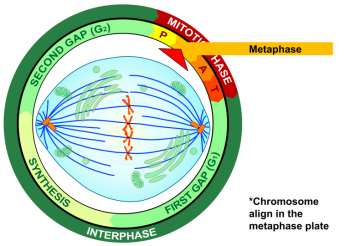 MITOTIC PHASE
SECOND GAP (G2)
P
Metaphase
A
T
SYNTHESIS
FIRST GAP (G1)
INTERPHASE
*Chromosome
align in the
metaphase plate